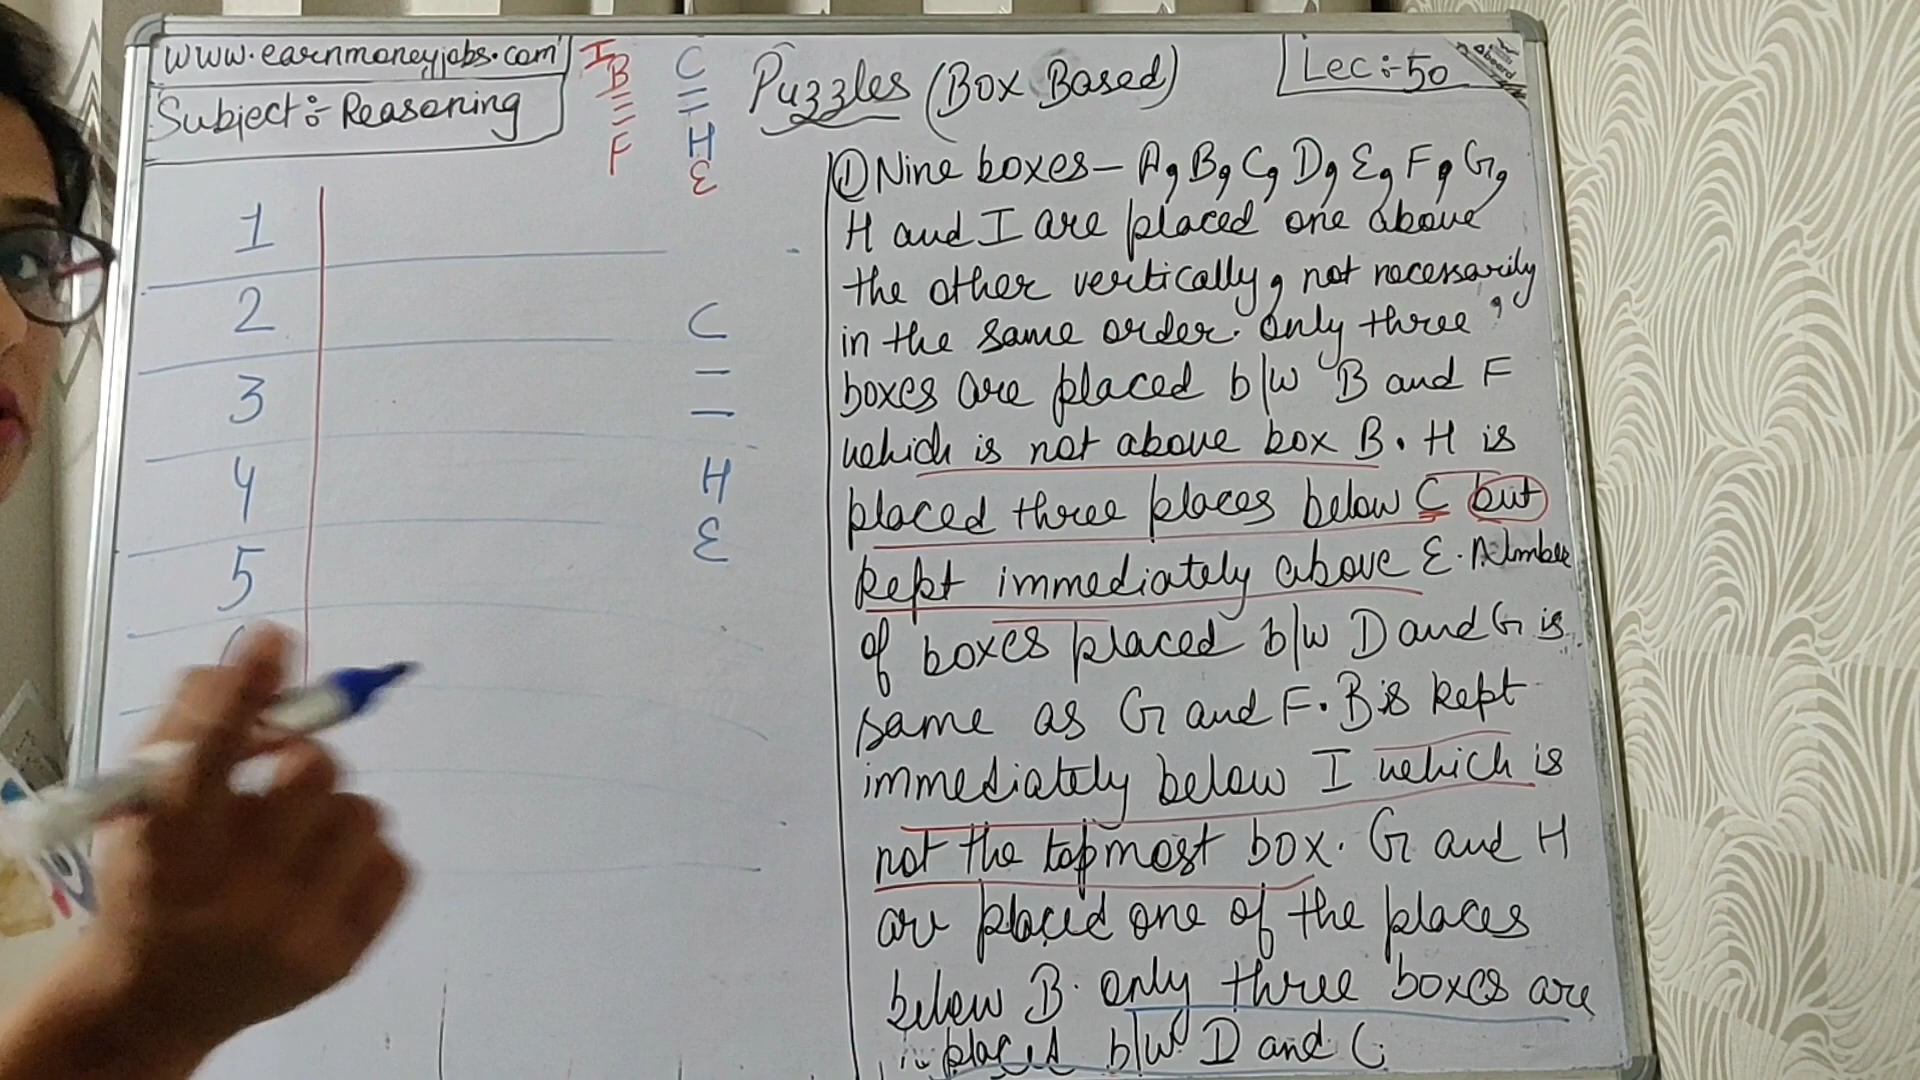 www.earnmoneyjobs.com
Subject:- Reasoning
I
B
F
C
H
E
Puzzles (Box Based)
Lec:-50
1
2
3
4
5
C
H
E
① Nine boxes- A, B, C, D, E, F, G,
H and I are placed one above
the other vertically, not necessarily
in the same order. Only three
boxes are placed b/w B and F
which is not above box B. H is
placed three places below C but
kept immediately above E.
of boxes placed b/w D and G is
same as G and F. B is kept
immediately below I which is
not the topmost box. G and H
are placed one of the places
below B. only three boxes are
placed b/w D and